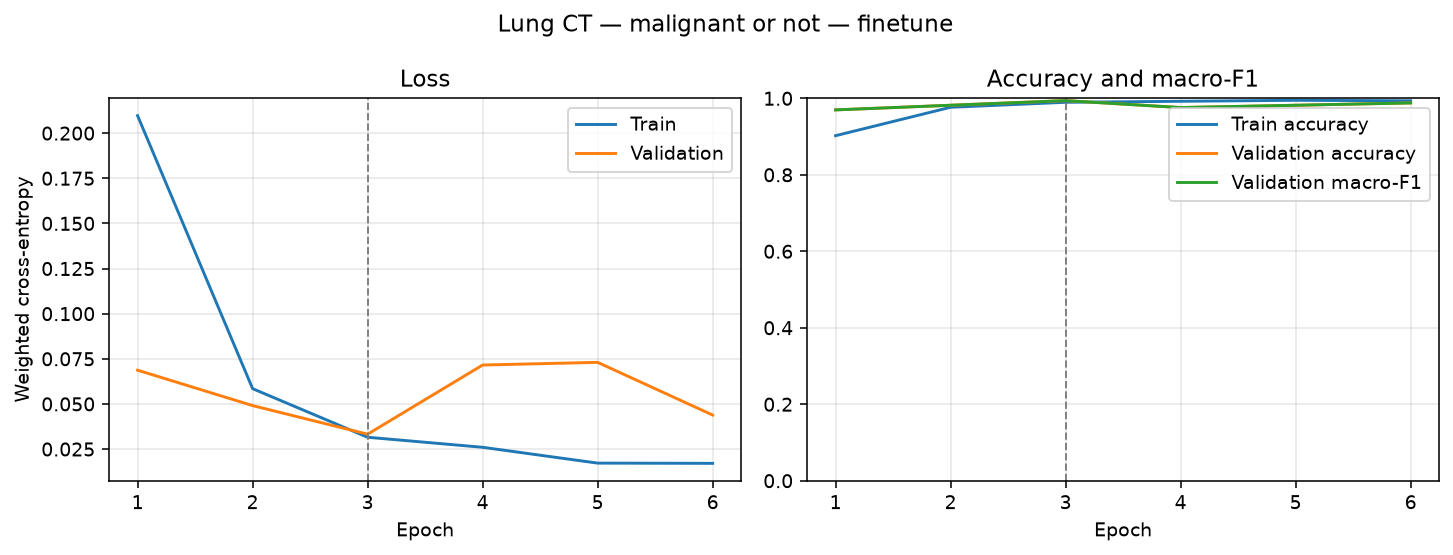 Lung CT — malignant or not — finetune
Loss
Weighted cross-entropy
0.200
0.175
0.150
0.125
0.100
0.075
0.050
0.025
Train
Validation
1 2 3 4 5 6
Epoch
Accuracy and macro-F1
1.0
0.8
0.6
0.4
0.2
0.0
Train accuracy
Validation accuracy
Validation macro-F1
1 2 3 4 5 6
Epoch